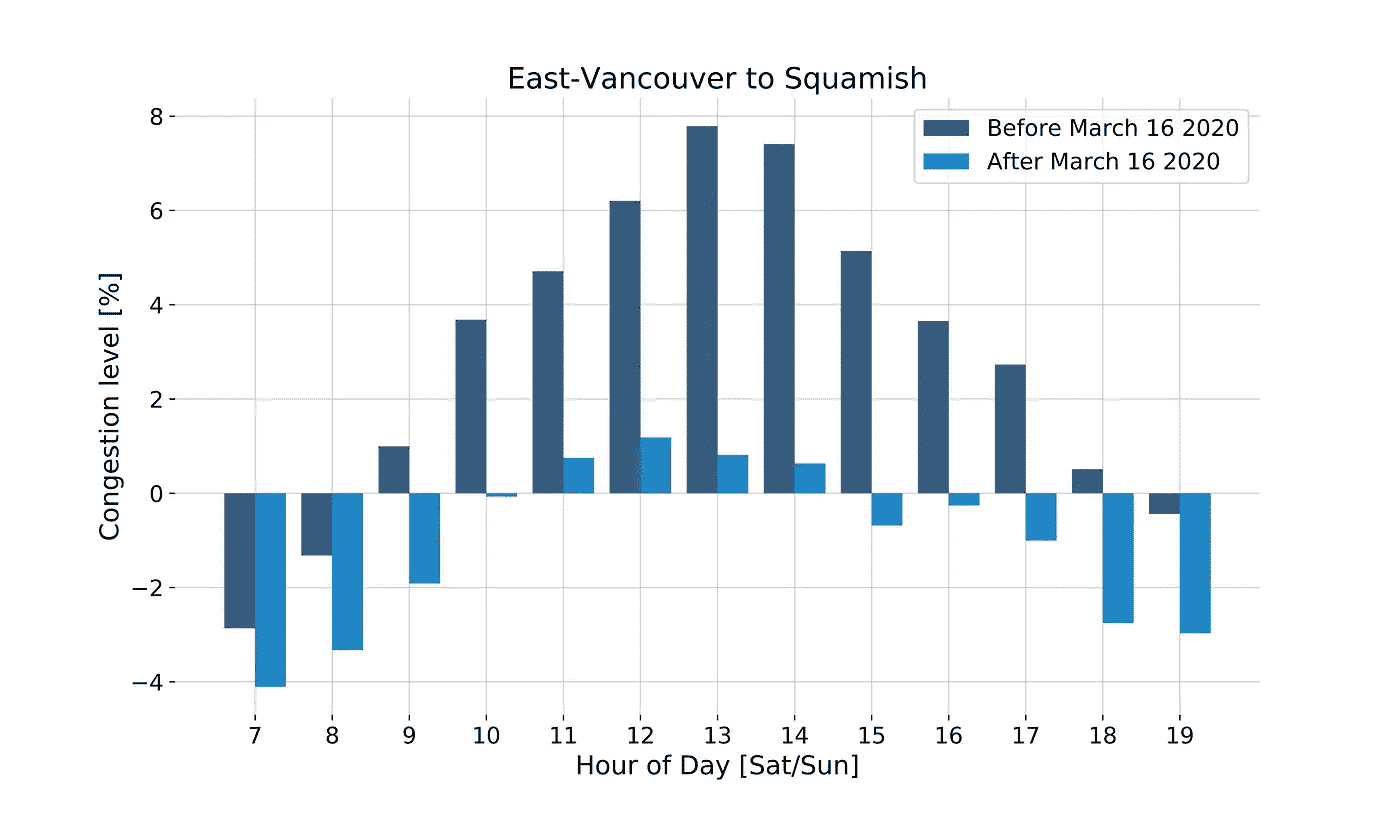 East-Vancouver to Squamish
Before March 16 2020
After March 16 2020
Congestion level [%]
8
6
4
2
0
−2
−4
7 8 9 10 11 12 13 14 15 16 17 18 19
Hour of Day [Sat/Sun]